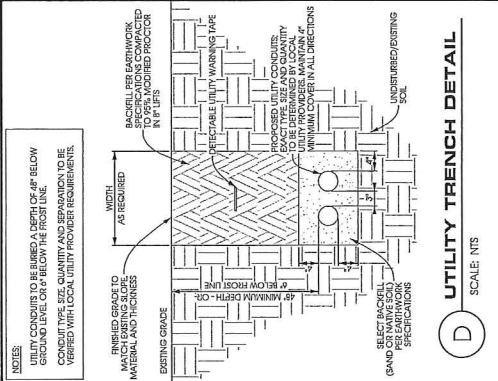 NOTES:
UTILITY CONDUITS TO BE BURIED A DEPTH OF 48" BELOW
GROUND LEVEL OR 6" BELOW THE FROST LINE.
CONDUIT TYPE, SIZE, QUANTITY AND SEPARATION TO BE
VERIFIED WITH LOCAL UTILITY PROVIDER REQUIREMENTS.
WIDTH
AS REQUIRED
FINISHED GRADE TO
MATCH EXISTING SLOPE,
MATERIAL AND THICKNESS
EXISTING GRADE
BACKFILL PER EARTHWORK
SPECIFICATIONS COMPACTED
TO 95% MODIFIED PROCTOR
IN 8" LIFTS
DETECTABLE UTILITY WARNING TAPE
PROPOSED UTILITY CONDUITS;
EXACT TYPE, SIZE AND QUANTITY
TO BE DETERMINED BY LOCAL
UTILITY PROVIDERS. MAINTAIN 4"
MINIMUM COVER IN ALL DIRECTIONS
48" MINIMUM DEPTH - OR-
6" BELOW FROST LINE
4"
4"
3"
4"
SELECT BACKFILL
(SAND OR NATIVE SOIL)
PER EARTHWORK
SPECIFICATIONS
UNDISTURBED/EXISTING
SOIL
D
UTILITY TRENCH DETAIL
SCALE: NTS